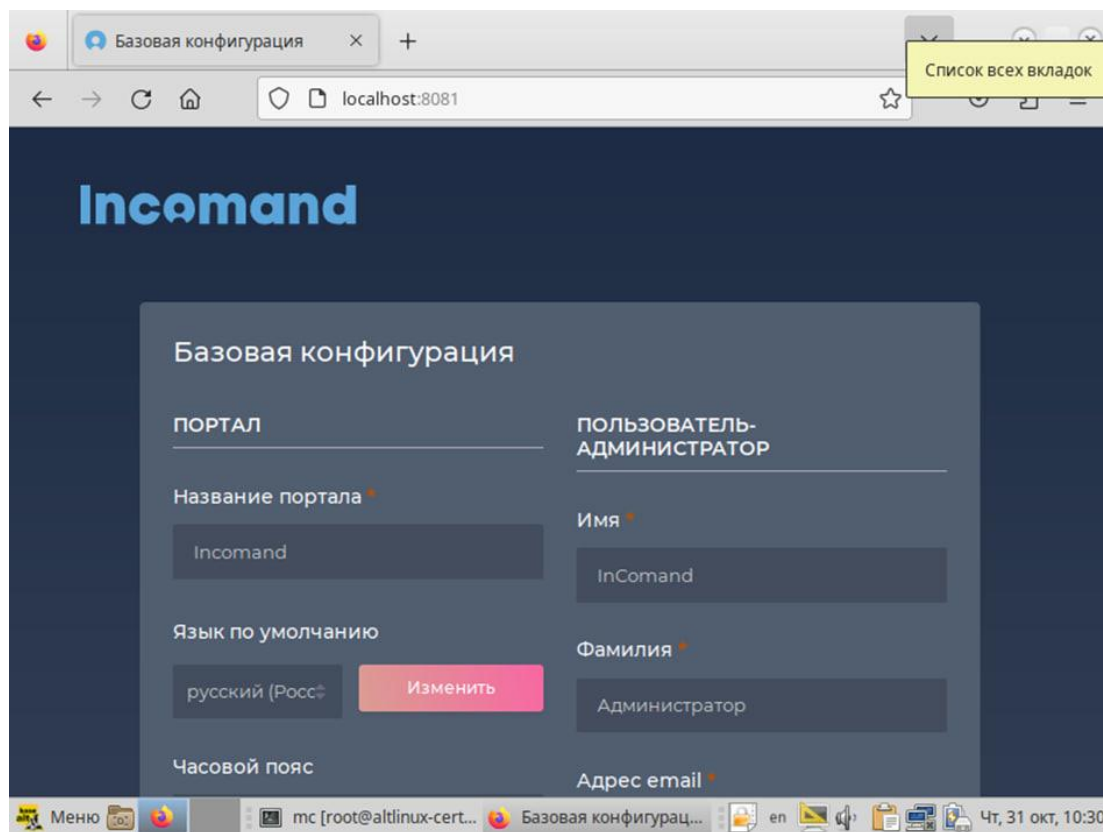 Базовая конфигурация
Список всех вкладок
localhost:8081
Incomand
Базовая конфигурация
ПОРТАЛ
Название портала *
Incomand
Язык по умолчанию
русский (Росс
Изменить
Часовой пояс
ПОЛЬЗОВАТЕЛЬ-
АДМИНИСТРАТОР
Имя *
InComand
Фамилия *
Администратор
Адрес email *
Меню
mc [root@altlinux-cert...
Базовая конфигурац...
en
Чт, 31 окт, 10:30